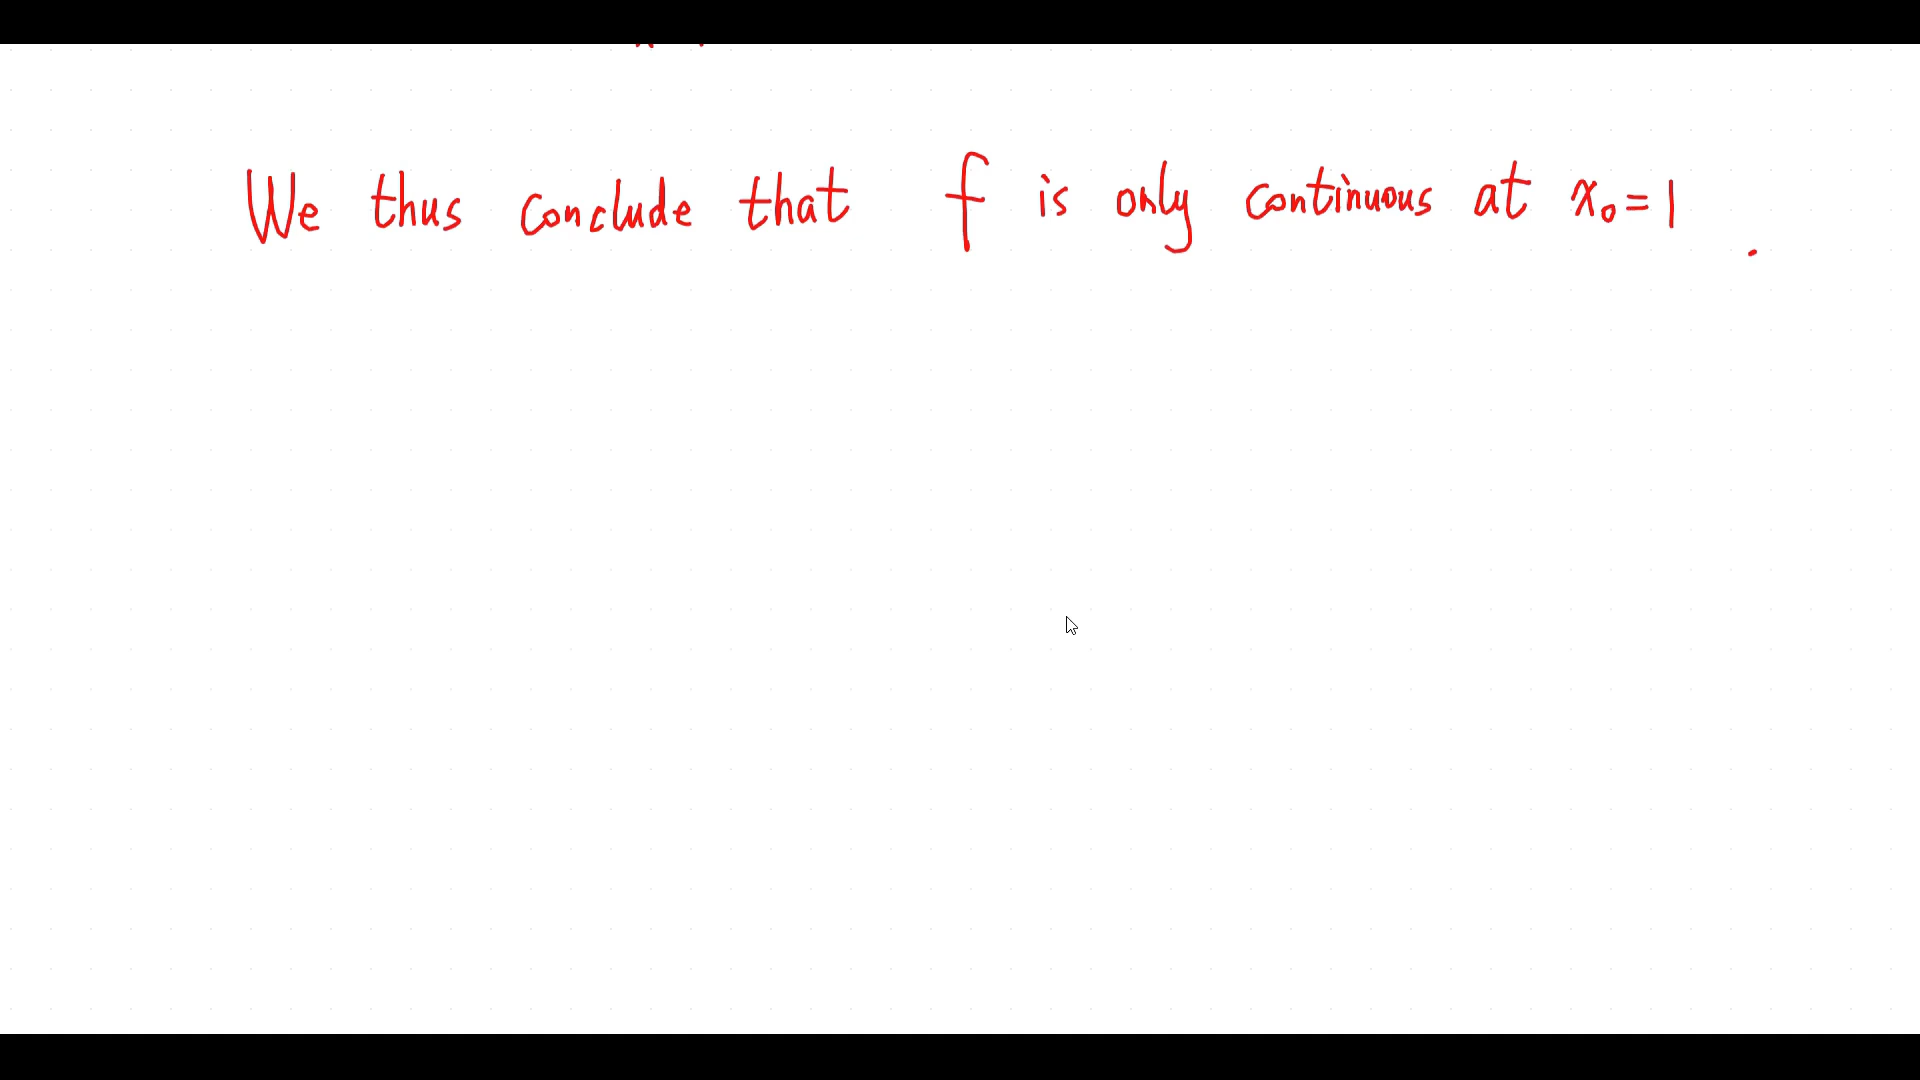 We thus conclude that f is only continuous at x₀=1 .